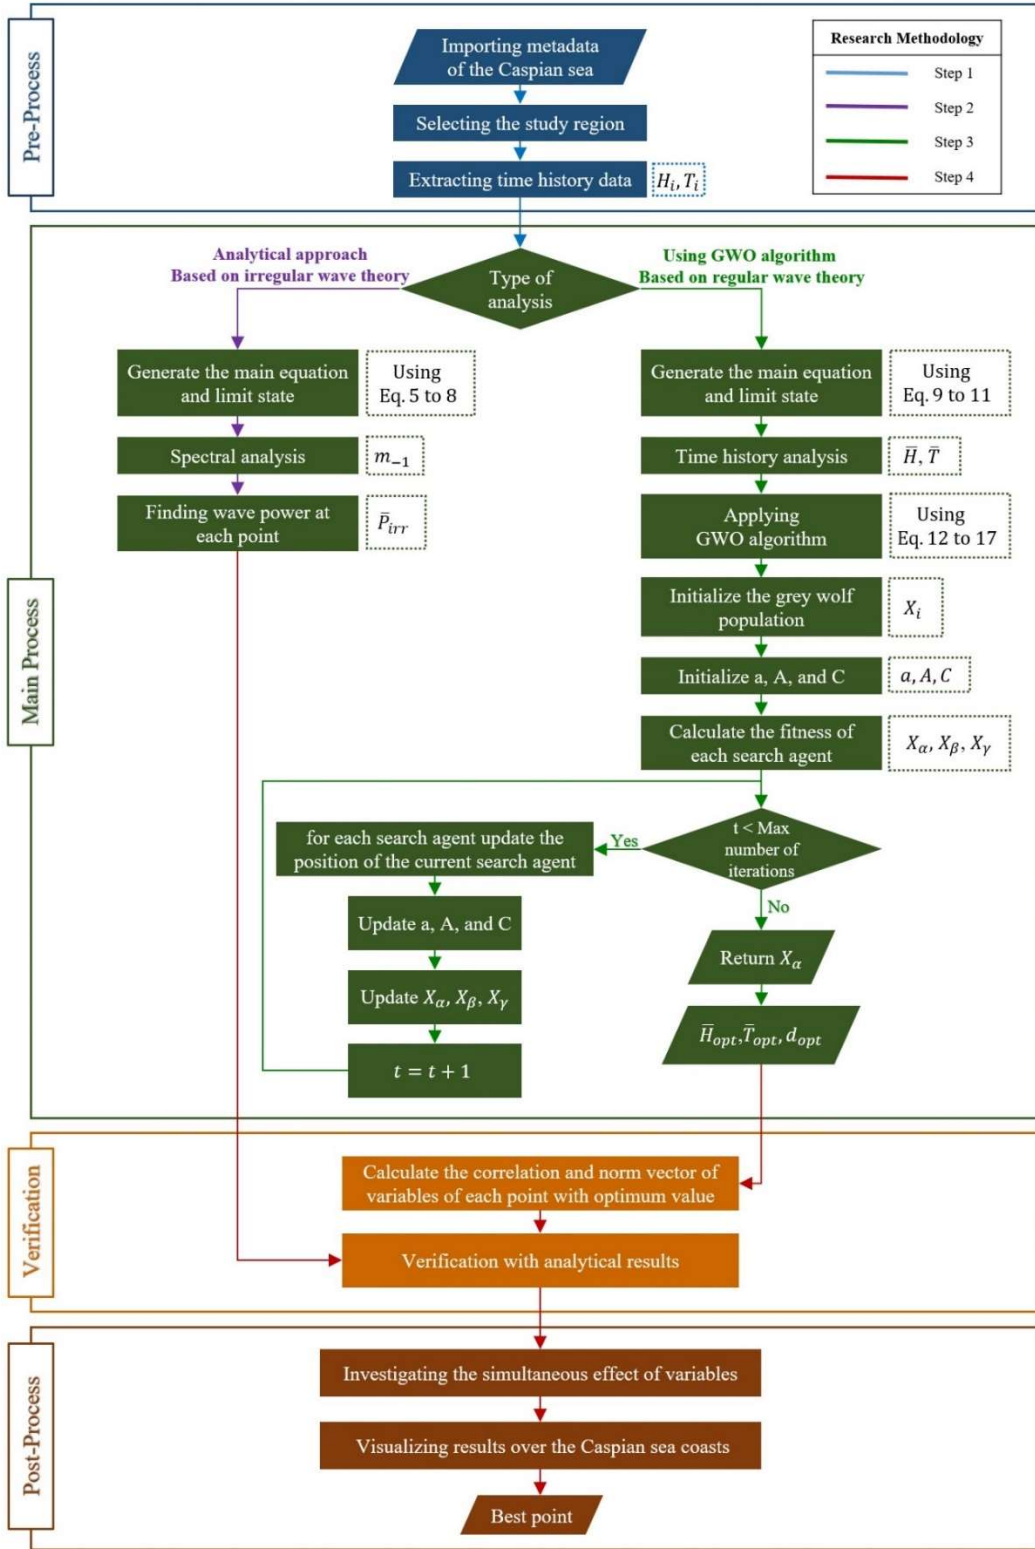 Pre-Process
Importing metadata
of the Caspian sea
Selecting the study region
Extracting time history data
H_i, T_i
Research Methodology
Step 1
Step 2
Step 3
Step 4
Main Process
Analytical approach
Based on irregular wave theory
Type of
analysis
Using GWO algorithm
Based on regular wave theory
Generate the main equation
and limit state
Using
Eq. 5 to 8
Spectral analysis
m_{-1}
Finding wave power at
each point
P̄_{irr}
Generate the main equation
and limit state
Using
Eq. 9 to 11
Time history analysis
H̄, T̄
Applying
GWO algorithm
Using
Eq. 12 to 17
Initialize the grey wolf
population
X_i
Initialize a, A, and C
a, A, C
Calculate the fitness of
each search agent
X_α, X_β, X_γ
t < Max
number of
iterations
Yes
for each search agent update the
position of the current search agent
Update a, A, and C
Update X_α, X_β, X_γ
t = t + 1
No
Return X_α
H̄_{opt},T̄_{opt}, d_{opt}
Verification
Calculate the correlation and norm vector of
variables of each point with optimum value
Verification with analytical results
Post-Process
Investigating the simultaneous effect of variables
Visualizing results over the Caspian sea coasts
Best point